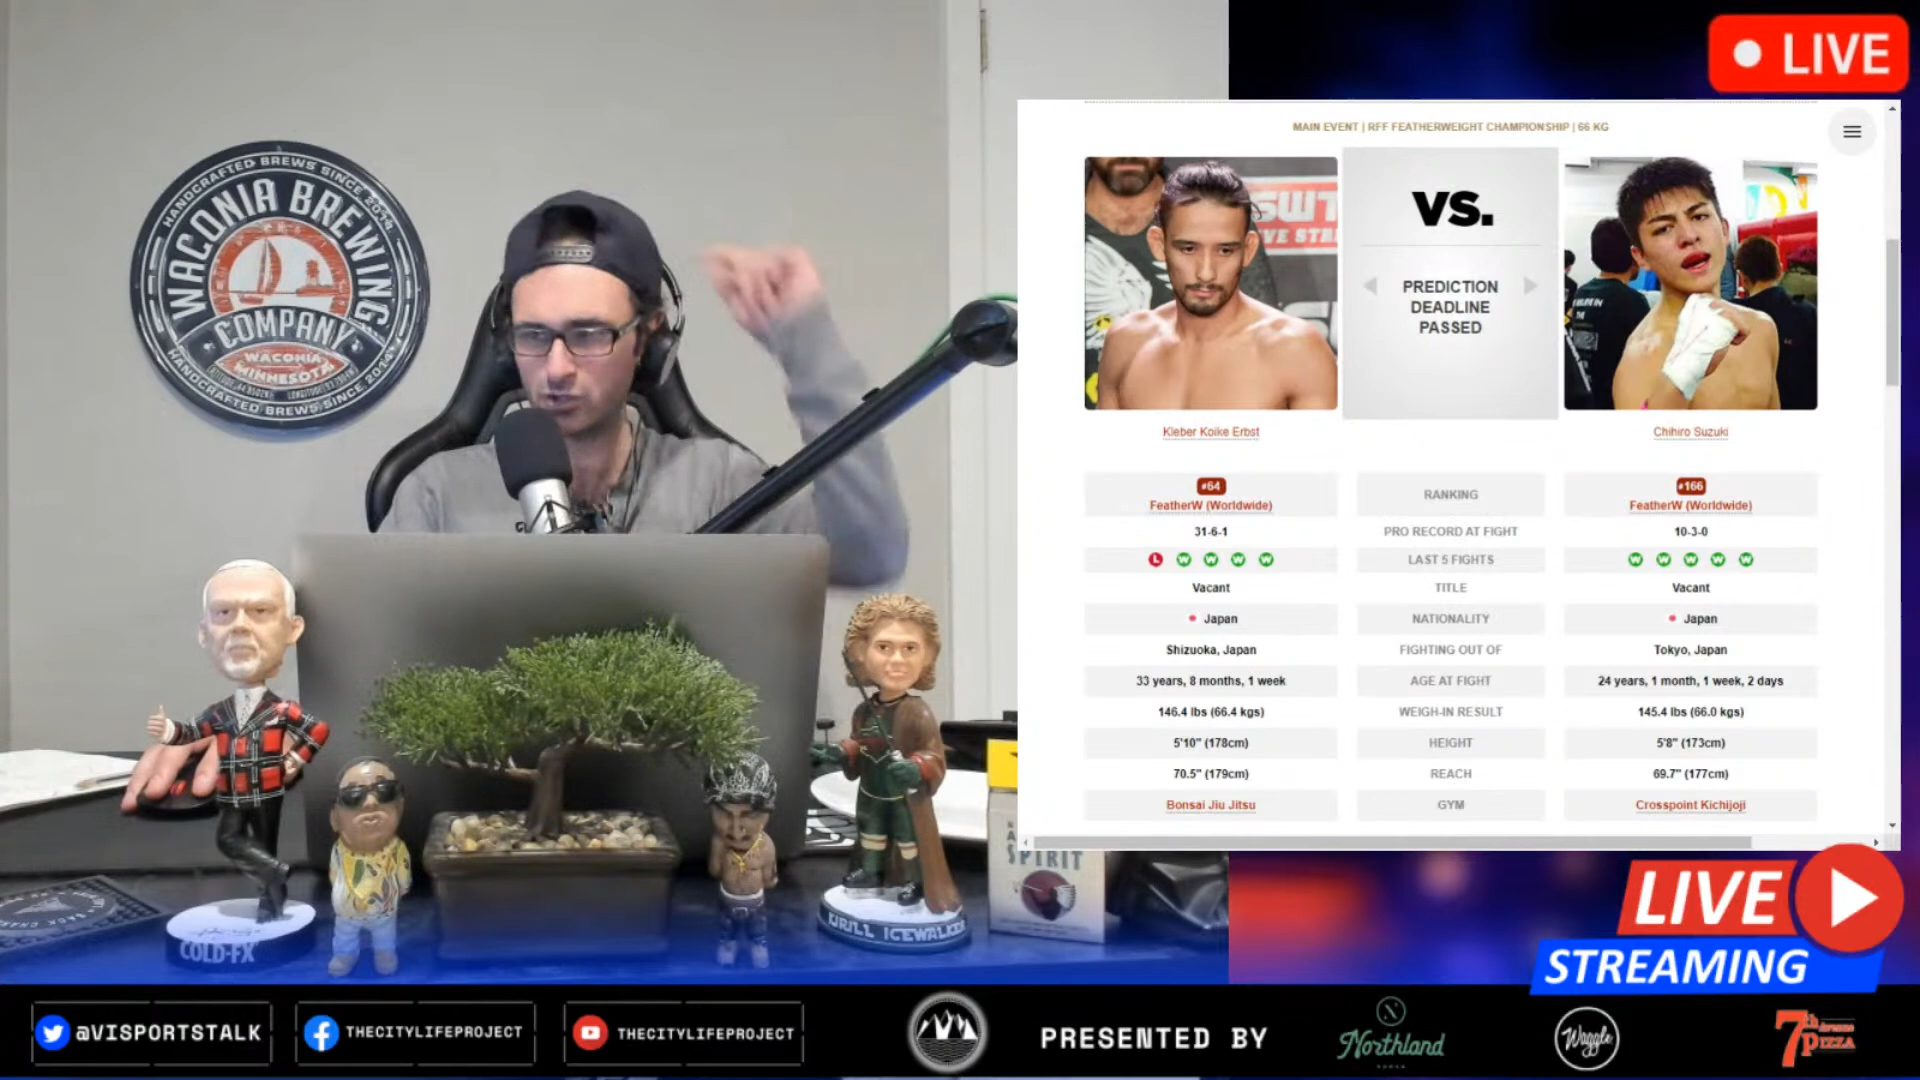 LIVE
HANDCRAFTED BREWS SINCE 2014
WACONIA BREWING
COMPANY
WACONIA
MINNESOTA
HANDCRAFTED BREWS SINCE 2014
MAIN EVENT | RFF FEATHERWEIGHT CHAMPIONSHIP | 66 KG
VS.
PREDICTION
DEADLINE
PASSED
Kleber Koike Erbst
Chihiro Suzuki
#64 RANKING #166
FeatherW (Worldwide) FeatherW (Worldwide)
31-6-1 PRO RECORD AT FIGHT 10-3-0
L W W W W LAST 5 FIGHTS W W W W W
Vacant TITLE Vacant
Japan NATIONALITY Japan
Shizuoka, Japan FIGHTING OUT OF Tokyo, Japan
33 years, 8 months, 1 week AGE AT FIGHT 24 years, 1 month, 1 week, 2 days
146.4 lbs (66.4 kgs) WEIGH-IN RESULT 145.4 lbs (66.0 kgs)
5'10" (178cm) HEIGHT 5'8" (173cm)
70.5" (179cm) REACH 69.7" (177cm)
Bonsai Jiu Jitsu GYM Crosspoint Kichijoji
SPIRIT
COLD-FX
KIRILL ICEWALKER
LIVE
STREAMING
@VISPORTSTALK
THECITYLIFEPROJECT
THECITYLIFEPROJECT
PRESENTED BY
Northland
Waggle
7th Avenue
PIZZA